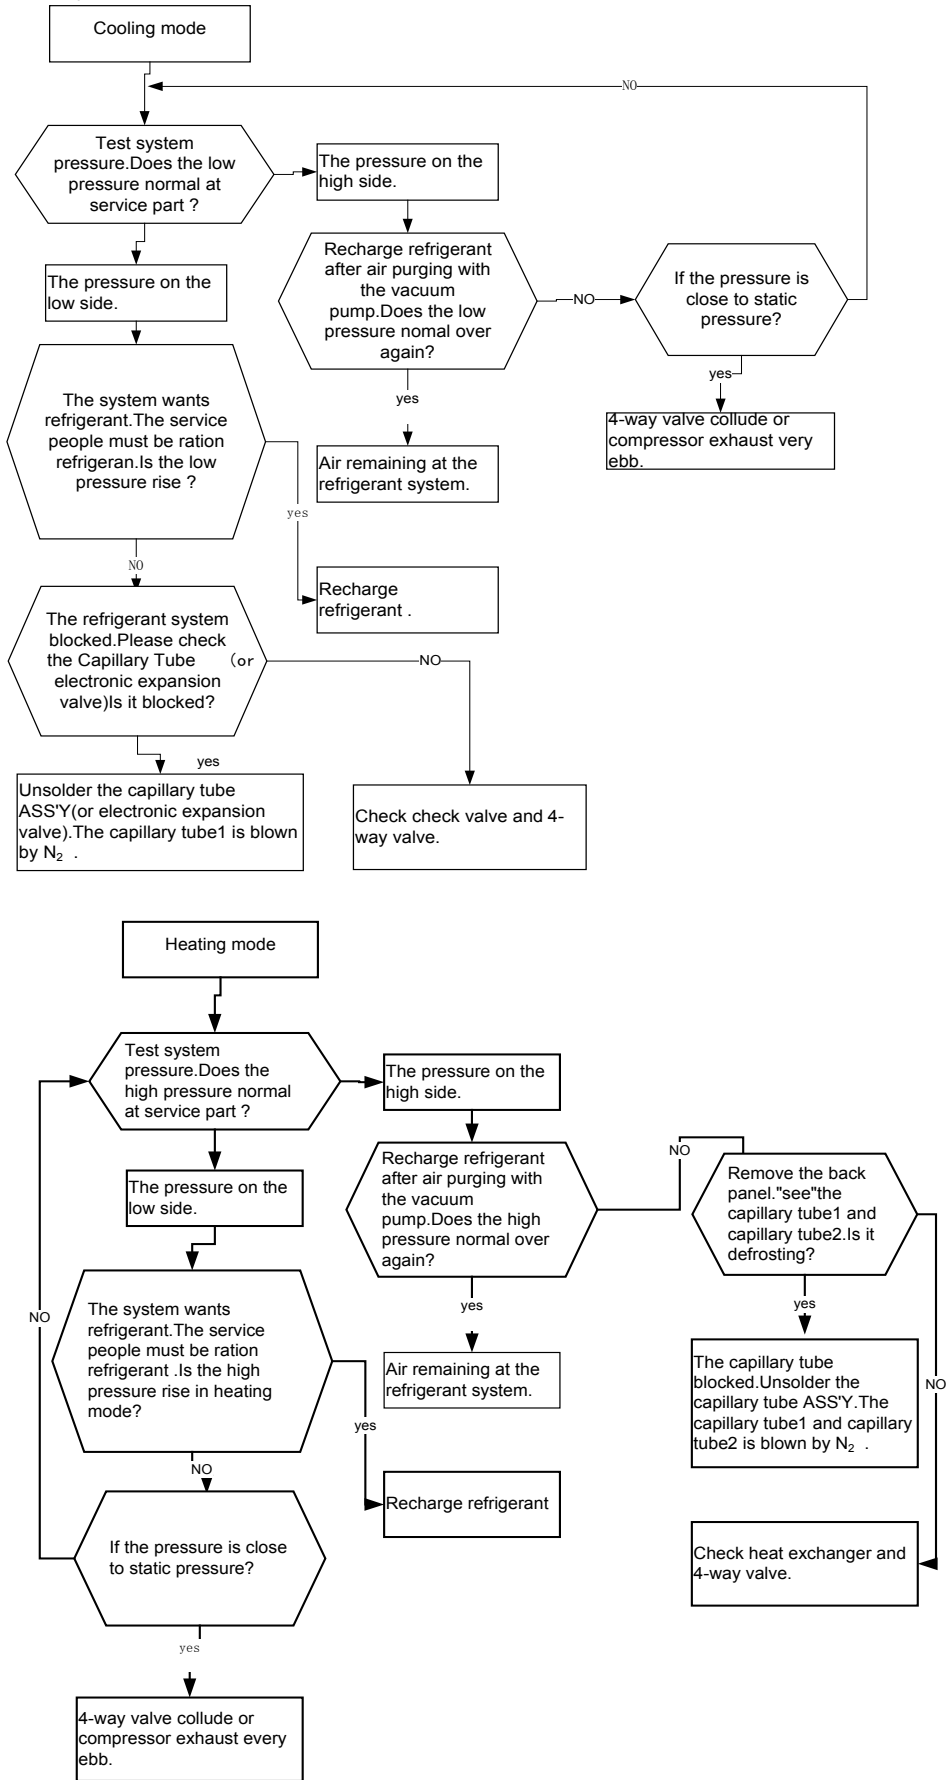 Cooling mode
NO
Test system
pressure.Does the low
pressure normal at
service part ?
The pressure on the
high side.
The pressure on the
low side.
Recharge refrigerant
after air purging with
the vacuum
pump.Does the low
pressure nomal over
again?
NO
If the pressure is
close to static
pressure?
yes
4-way valve collude or
compressor exhaust very
ebb.
yes
Air remaining at the
refrigerant system.
The system wants
refrigerant.The service
people must be ration
refrigeran.Is the low
pressure rise ?
yes
Recharge
refrigerant .
NO
The refrigerant system
blocked.Please check
the Capillary Tube (or
electronic expansion
valve)Is it blocked?
NO
yes
Unsolder the capillary tube
ASS'Y(or electronic expansion
valve).The capillary tube1 is blown
by N₂ .
Check check valve and 4-
way valve.
Heating mode
Test system
pressure.Does the
high pressure normal
at service part ?
The pressure on the
high side.
The pressure on the
low side.
Recharge refrigerant
after air purging with
the vacuum
pump.Does the high
pressure normal over
again?
NO
Remove the back
panel."see"the
capillary tube1 and
capillary tube2.Is it
defrosting?
yes
The capillary tube
blocked.Unsolder the
capillary tube ASS'Y.The
capillary tube1 and capillary
tube2 is blown by N₂ .
NO
Check heat exchanger and
4-way valve.
yes
Air remaining at the
refrigerant system.
The system wants
refrigerant.The service
people must be ration
refrigerant .Is the high
pressure rise in heating
mode?
yes
Recharge refrigerant
NO
If the pressure is close
to static pressure?
NO
yes
4-way valve collude or
compressor exhaust every
ebb.